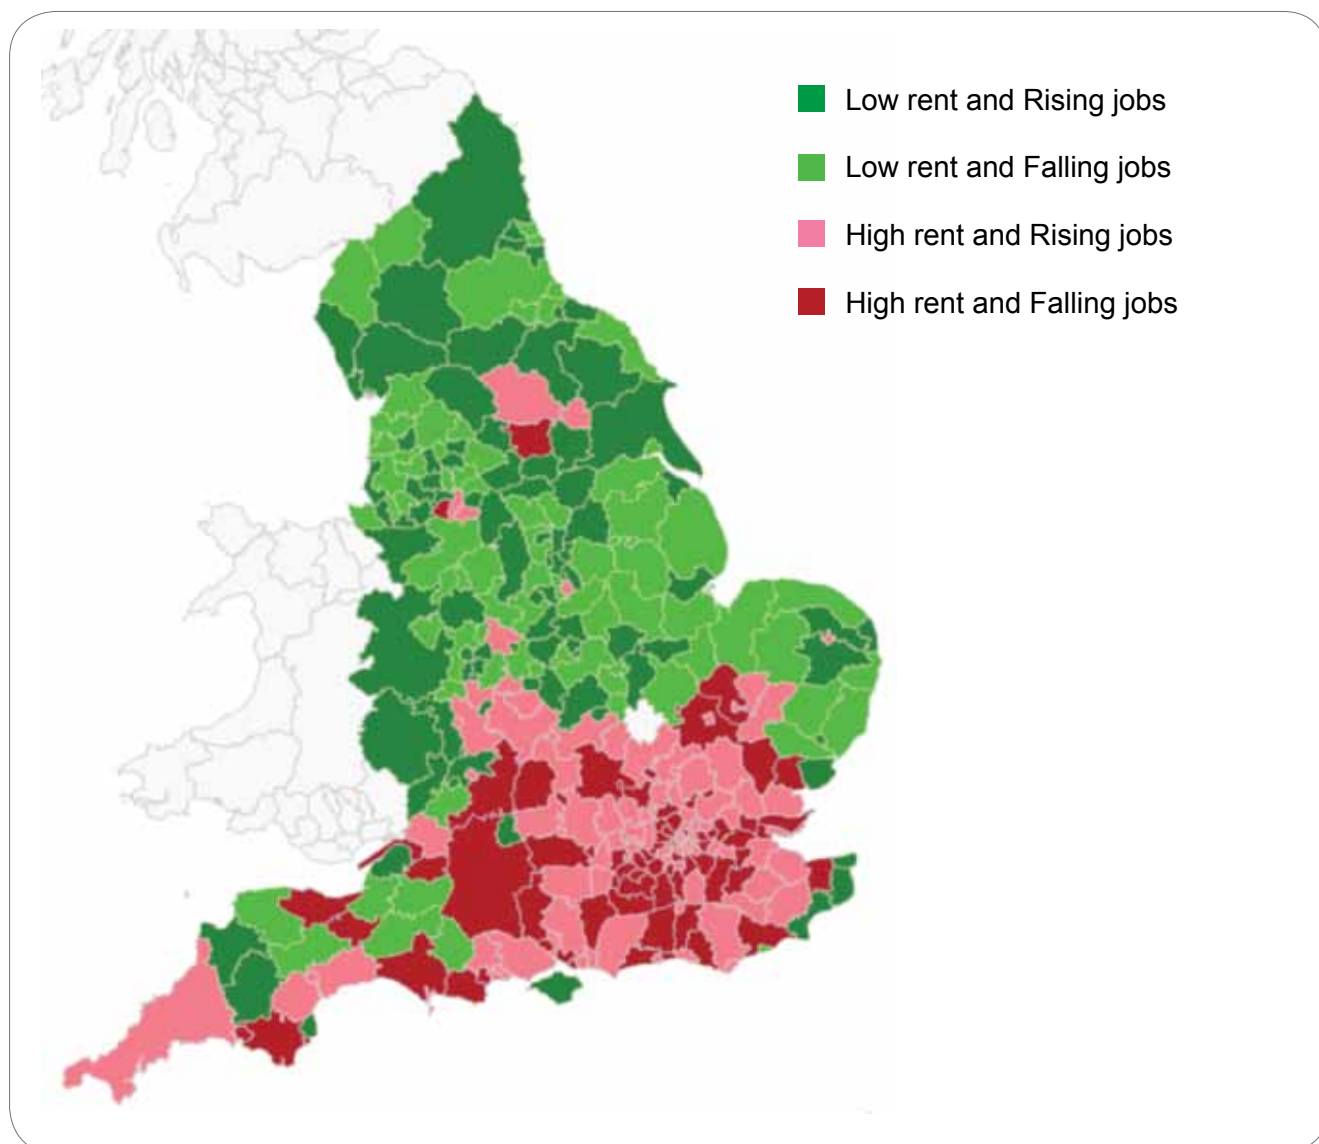 Low rent and Rising jobs
Low rent and Falling jobs
High rent and Rising jobs
High rent and Falling jobs